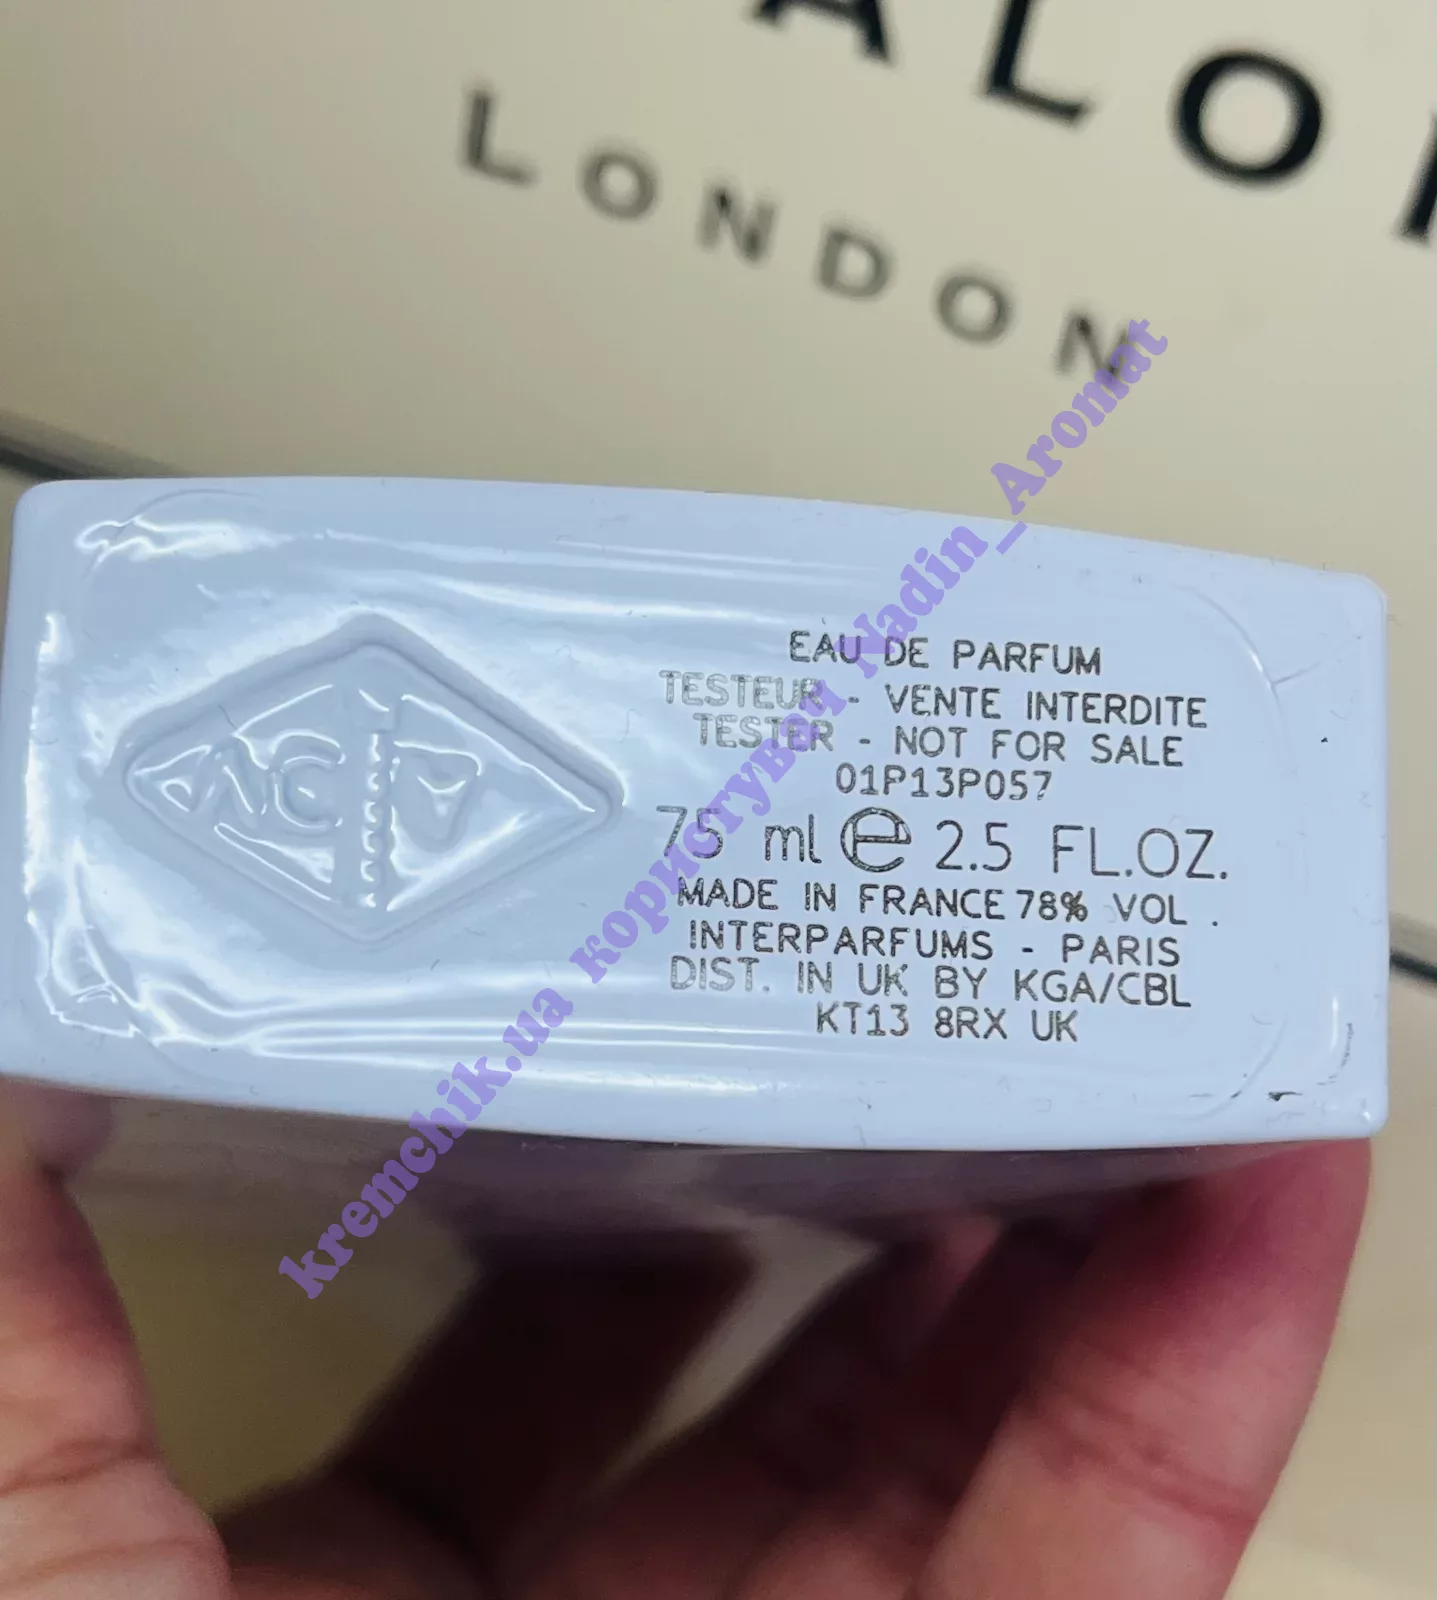 LONDON
EAU DE PARFUM
TESTEUR - VENTE INTERDITE
TESTER - NOT FOR SALE
01P13P057
75 ml e 2.5 FL.OZ.
MADE IN FRANCE 78% VOL .
INTERPARFUMS - PARIS
DIST. IN UK BY KGA/CBL
KT13 8RX UK
kremchik.ua користувач Nadin_Aromat